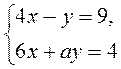 4x − y = 9,
6x + ay = 4